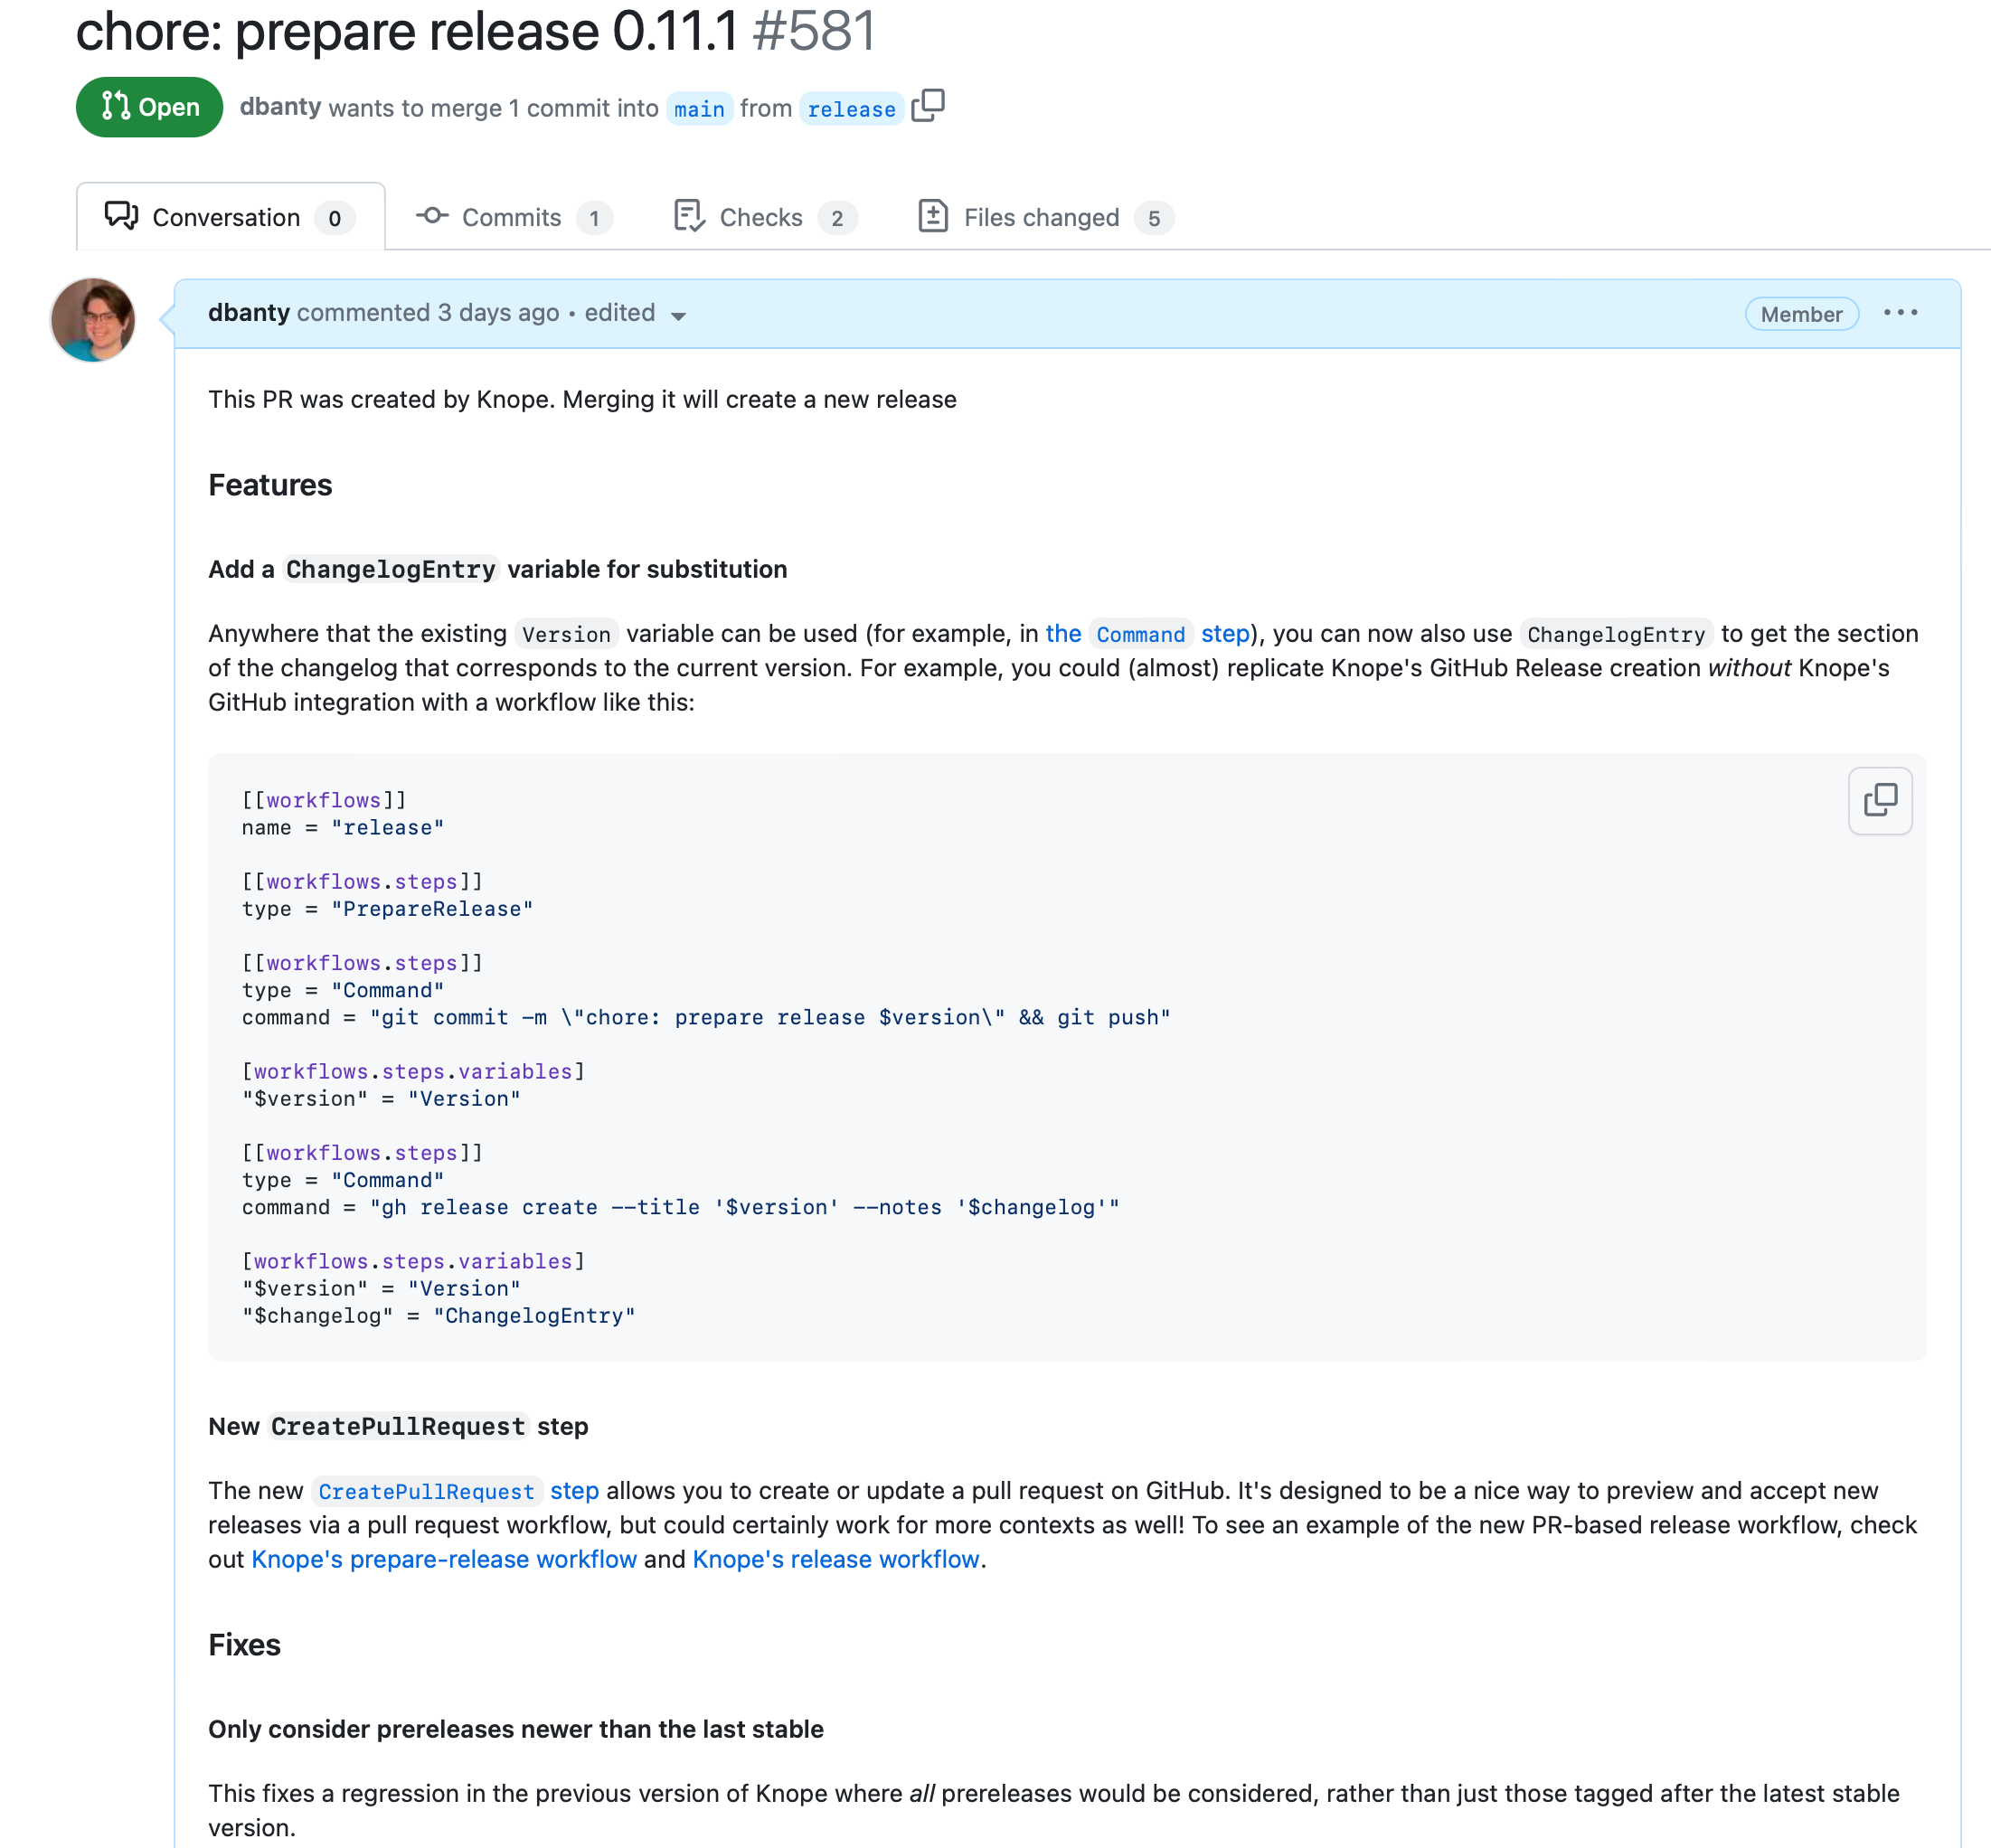 chore: prepare release 0.11.1 #581
Open dbanty wants to merge 1 commit into main from release
Conversation 0 Commits 1 Checks 2 Files changed 5
dbanty commented 3 days ago • edited Member
This PR was created by Knope. Merging it will create a new release
Features
Add a ChangelogEntry variable for substitution
Anywhere that the existing Version variable can be used (for example, in the Command step), you can now also use ChangelogEntry to get the section
of the changelog that corresponds to the current version. For example, you could (almost) replicate Knope's GitHub Release creation without Knope's
GitHub integration with a workflow like this:
[[workflows]]
name = "release"
[[workflows.steps]]
type = "PrepareRelease"
[[workflows.steps]]
type = "Command"
command = "git commit -m \"chore: prepare release $version\" && git push"
[workflows.steps.variables]
"$version" = "Version"
[[workflows.steps]]
type = "Command"
command = "gh release create --title '$version' --notes '$changelog'"
[workflows.steps.variables]
"$version" = "Version"
"$changelog" = "ChangelogEntry"
New CreatePullRequest step
The new CreatePullRequest step allows you to create or update a pull request on GitHub. It's designed to be a nice way to preview and accept new
releases via a pull request workflow, but could certainly work for more contexts as well! To see an example of the new PR-based release workflow, check
out Knope's prepare-release workflow and Knope's release workflow.
Fixes
Only consider prereleases newer than the last stable
This fixes a regression in the previous version of Knope where all prereleases would be considered, rather than just those tagged after the latest stable
version.